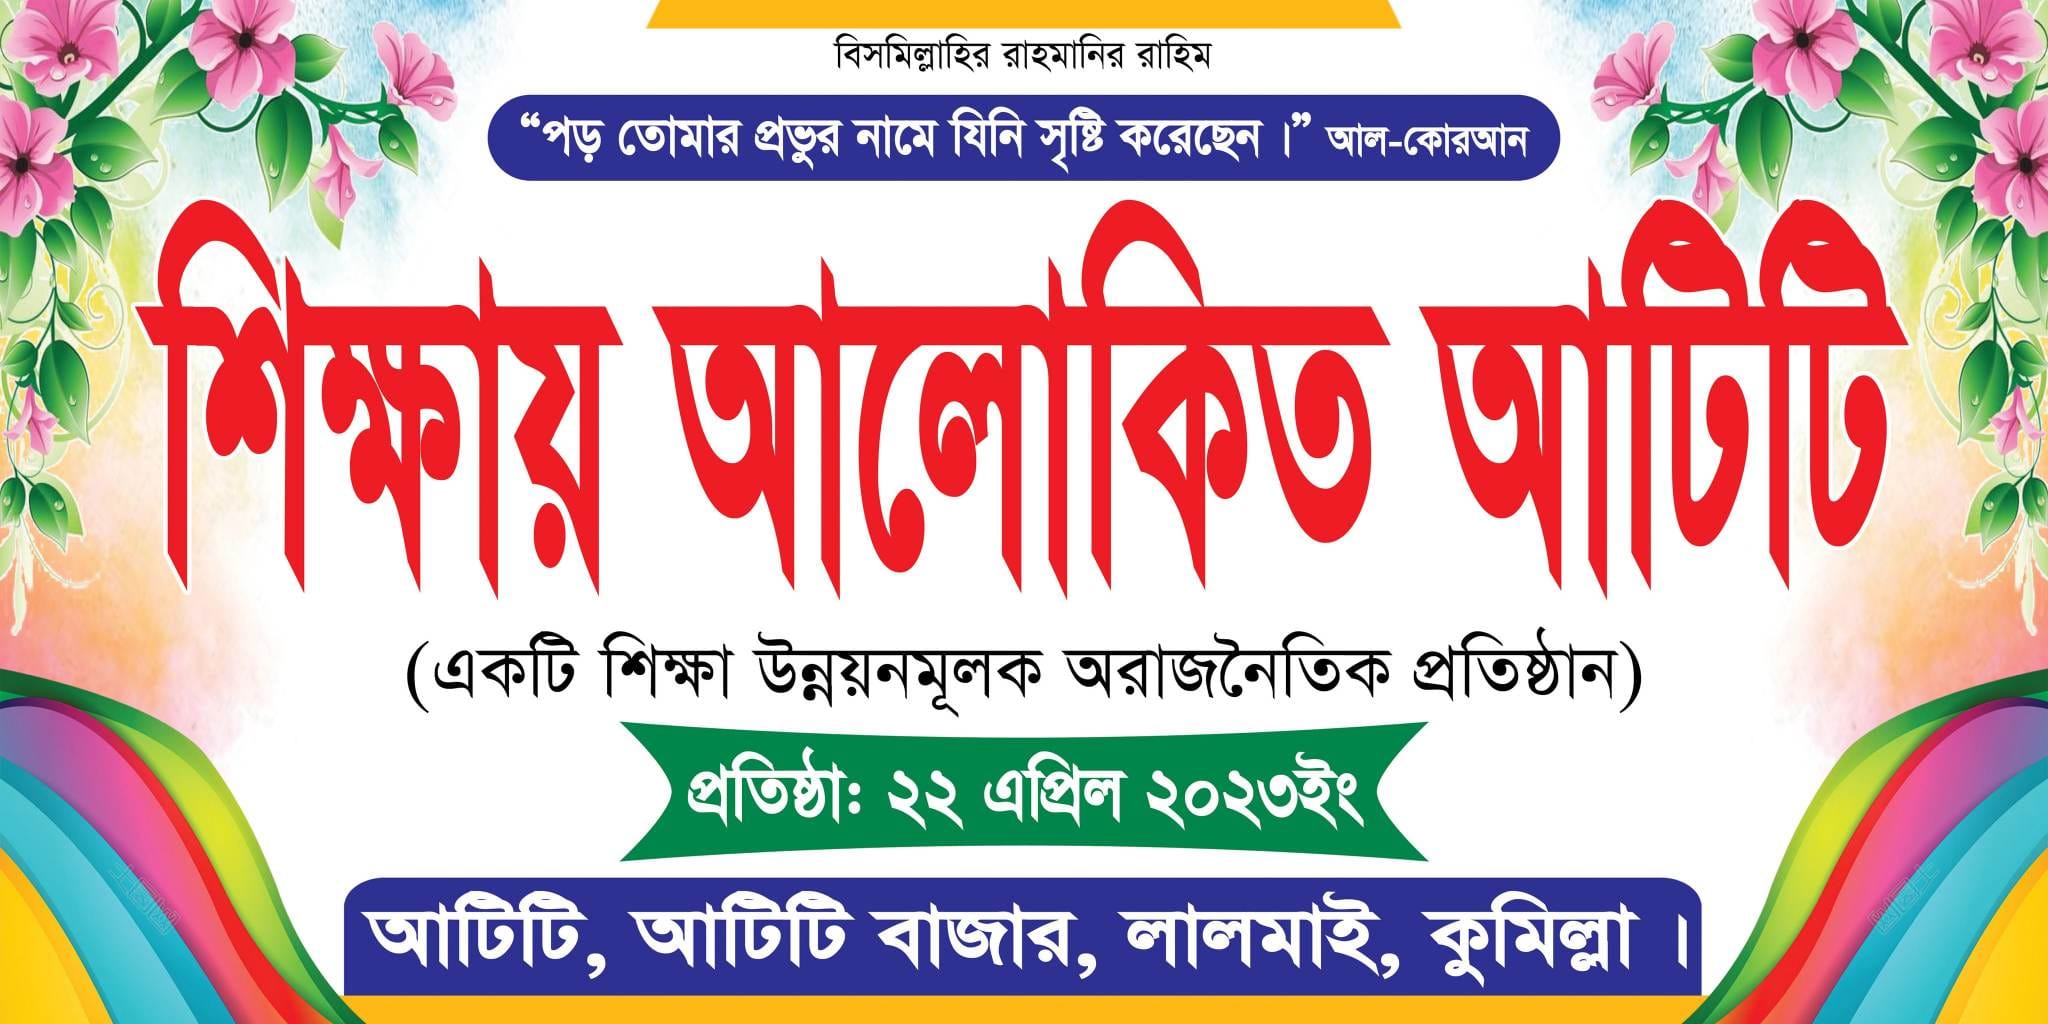 বিসমিল্লাহির রাহমানির রাহিম
“পড় তোমার প্রভুর নামে যিনি সৃষ্টি করেছেন।” আল-কোরআন
শিক্ষায় আলোকিত আটিটি
(একটি শিক্ষা উন্নয়নমূলক অরাজনৈতিক প্রতিষ্ঠান)
প্রতিষ্ঠা: ২২ এপ্রিল ২০২৩ইং
আটিটি, আটিটি বাজার, লালমাই, কুমিল্লা।